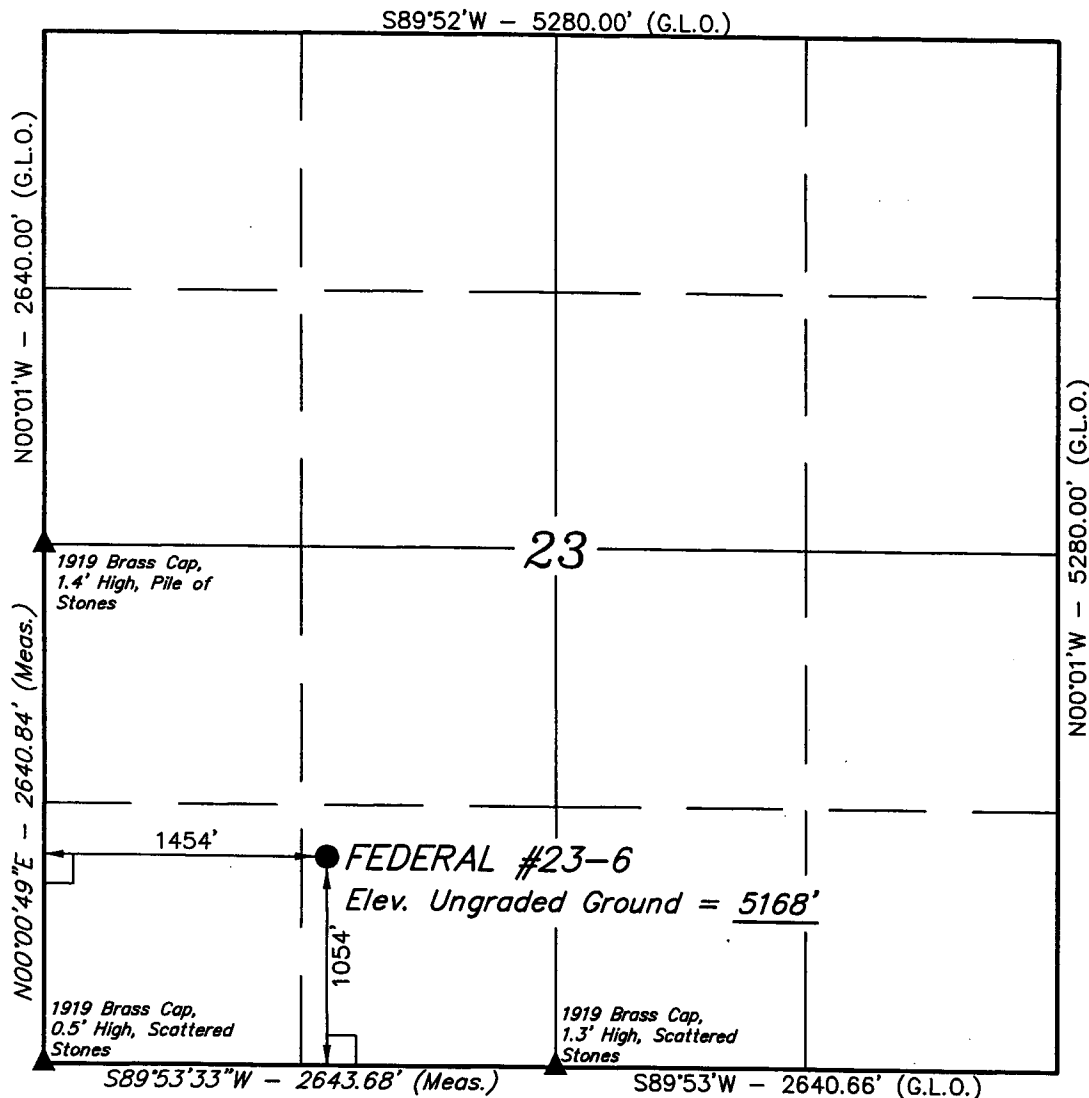 S89°52'W - 5280.00' (G.L.O.)
N00°01'W - 2640.00' (G.L.O.)
N00°01'W - 5280.00' (G.L.O.)
23
1919 Brass Cap,
1.4' High, Pile of
Stones
N00°00'49"E - 2640.84' (Meas.)
1454'
FEDERAL #23-6
Elev. Ungraded Ground = 5168'
1054'
1919 Brass Cap,
0.5' High, Scattered
Stones
1919 Brass Cap,
1.3' High, Scattered
Stones
S89°53'33"W - 2643.68' (Meas.)
S89°53'W - 2640.66' (G.L.O.)